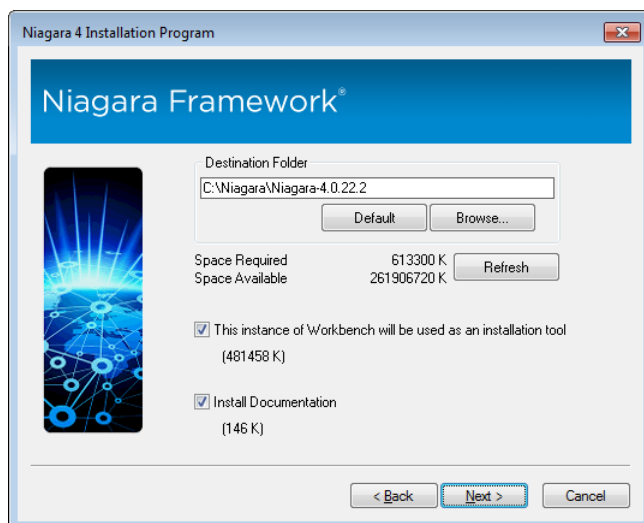 Niagara 4 Installation Program
Niagara Framework®
Destination Folder
C:\Niagara\Niagara-4.0.22.2
Default Browse...
Space Required 613300 K
Space Available 261906720 K
Refresh
This instance of Workbench will be used as an installation tool
(481458 K)
Install Documentation
(146 K)
< Back Next > Cancel